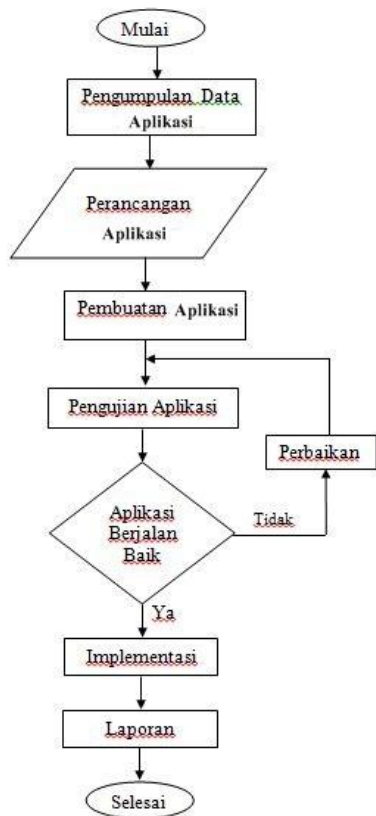 Mulai
Pengumpulan Data
Aplikasi
Perancangan
Aplikasi
Pembuatan Aplikasi
Pengujian Aplikasi
Perbaikan
Aplikasi
Berjalan
Baik
Tidak
Ya
Implementasi
Laporan
Selesai